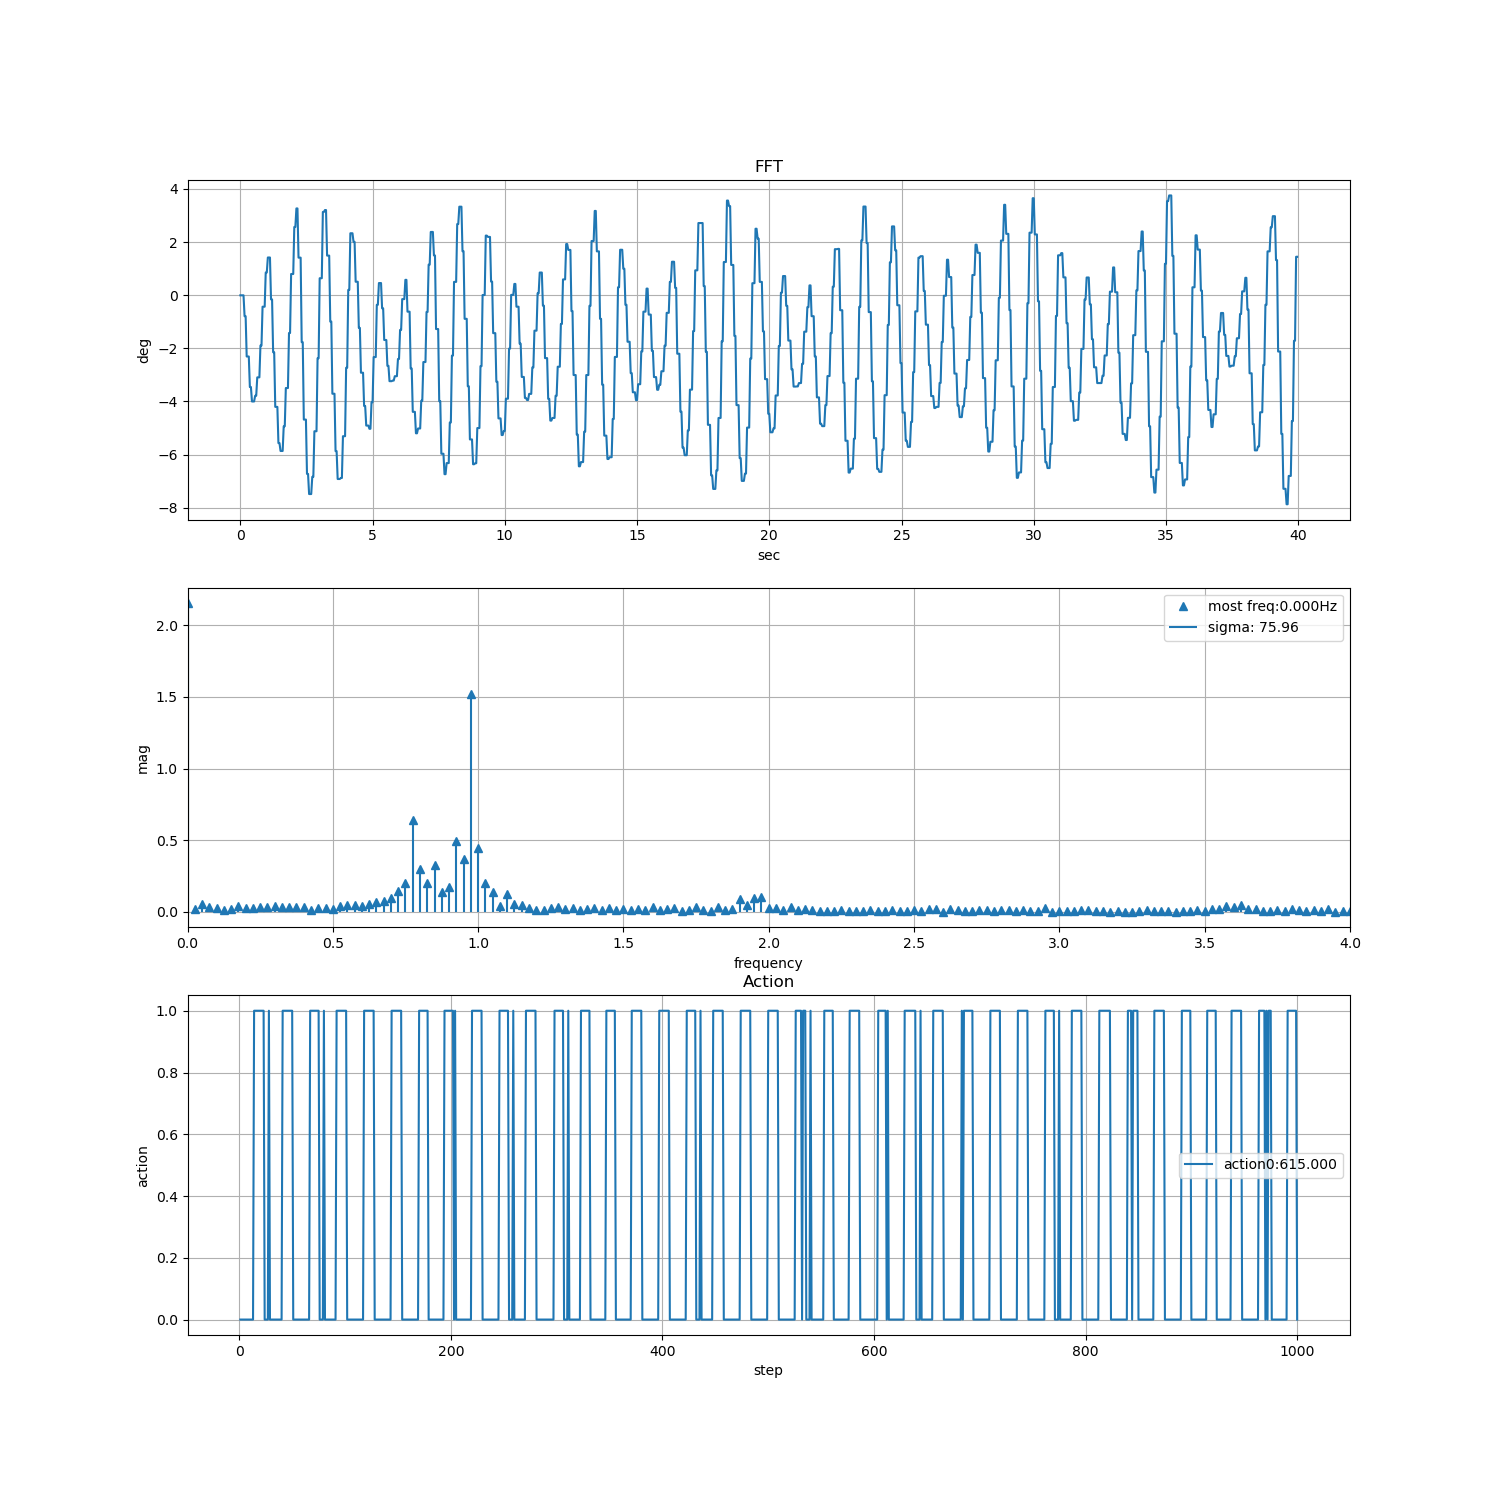 FFT
4
2
0
−2
−4
−6
−8
deg
0 5 10 15 20 25 30 35 40
sec
most freq:0.000Hz
sigma: 75.96
2.0
1.5
1.0
0.5
0.0
mag
0.0 0.5 1.0 1.5 2.0 2.5 3.0 3.5 4.0
frequency
Action
1.0
0.8
0.6
0.4
0.2
0.0
action
action0:615.000
0 200 400 600 800 1000
step